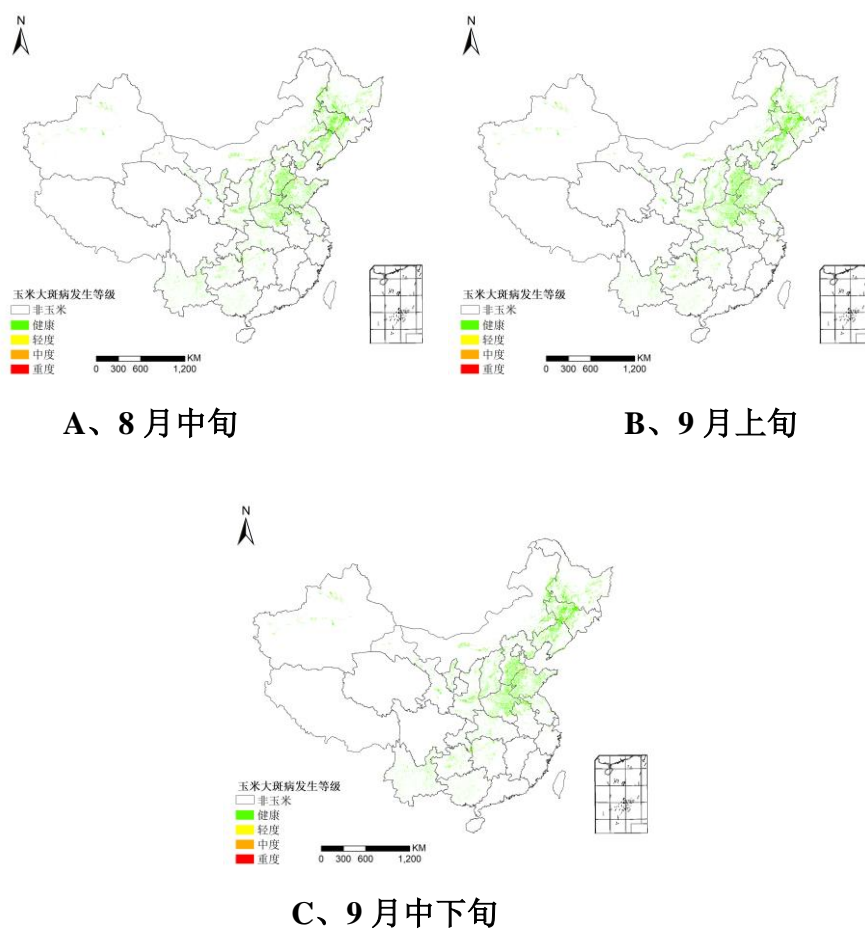 N
玉米大斑病发生等级
非玉米
健康
轻度
中度
重度
KM
0 300 600 1,200
A、8 月中旬
N
玉米大斑病发生等级
非玉米
健康
轻度
中度
重度
KM
0 300 600 1,200
B、9 月上旬
N
玉米大斑病发生等级
非玉米
健康
轻度
中度
重度
KM
0 300 600 1,200
C、9 月中下旬